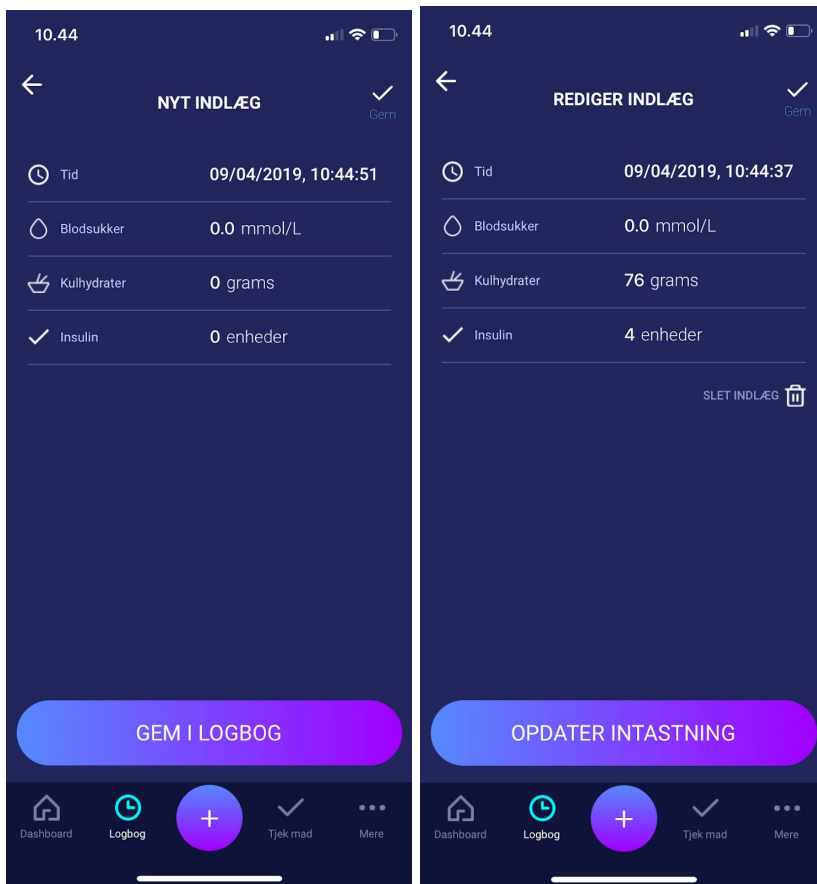 10.44
NYT INDLÆG
Gem
Tid 09/04/2019, 10:44:51
Blodsukker 0.0 mmol/L
Kulhydrater 0 grams
Insulin 0 enheder
GEM I LOGBOG
Dashboard Logbog + Tjek mad Mere
10.44
REDIGER INDLÆG
Gem
Tid 09/04/2019, 10:44:37
Blodsukker 0.0 mmol/L
Kulhydrater 76 grams
Insulin 4 enheder
SLET INDLÆG
OPDATER INTASTNING
Dashboard Logbog + Tjek mad Mere